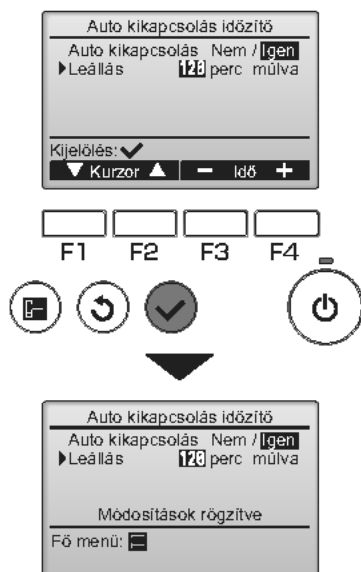 Auto kikapcsolás időzítő
Auto kikapcsolás Nem / Igen
▶Leállás 120 perc múlva
Kijelölés: ✔
▼ Kurzor ▲ − Idő +
F1 F2 F3 F4
Auto kikapcsolás időzítő
Auto kikapcsolás Nem / Igen
▶Leállás 120 perc múlva
Módosítások rögzítve
Fő menü: